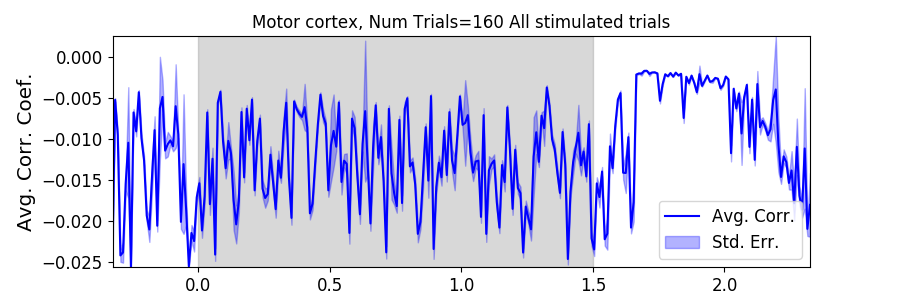 Motor cortex, Num Trials=160 All stimulated trials
Avg. Corr. Coef.
0.000
−0.005
−0.010
−0.015
−0.020
−0.025
Avg. Corr.
Std. Err.
0.0 0.5 1.0 1.5 2.0